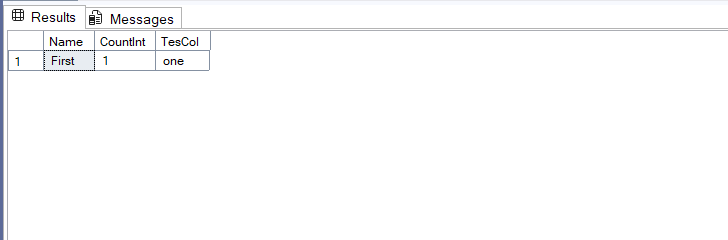 Results Messages
Name CountInt TesCol
1 First 1 one